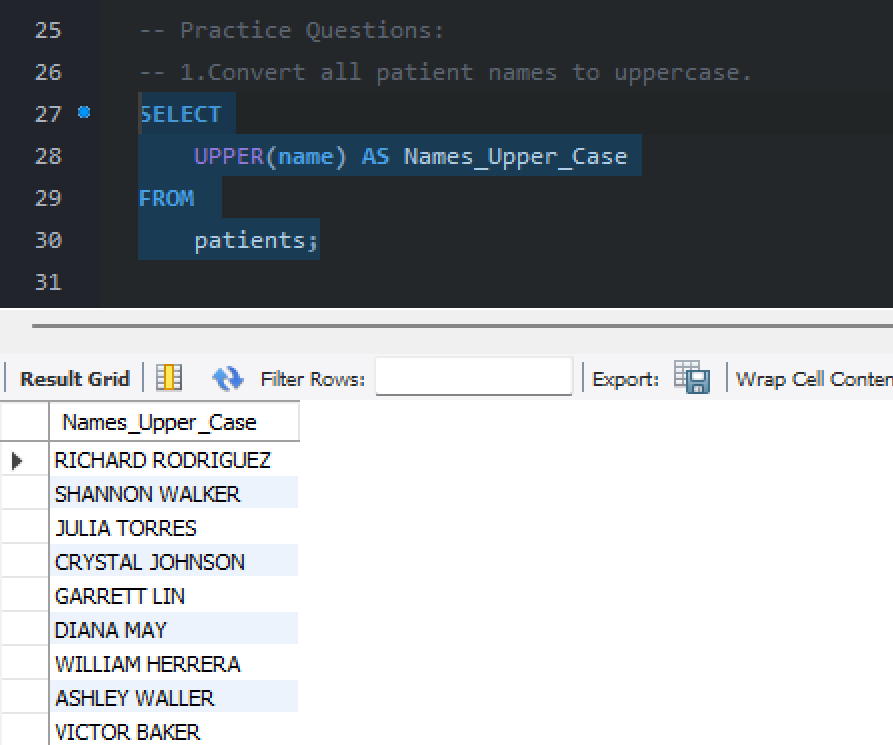 25 -- Practice Questions:
26 -- 1.Convert all patient names to uppercase.
27 SELECT
28 UPPER(name) AS Names_Upper_Case
29 FROM
30 patients;
31
Result Grid Filter Rows: Export: Wrap Cell Conten
Names_Upper_Case
RICHARD RODRIGUEZ
SHANNON WALKER
JULIA TORRES
CRYSTAL JOHNSON
GARRETT LIN
DIANA MAY
WILLIAM HERRERA
ASHLEY WALLER
VICTOR BAKER